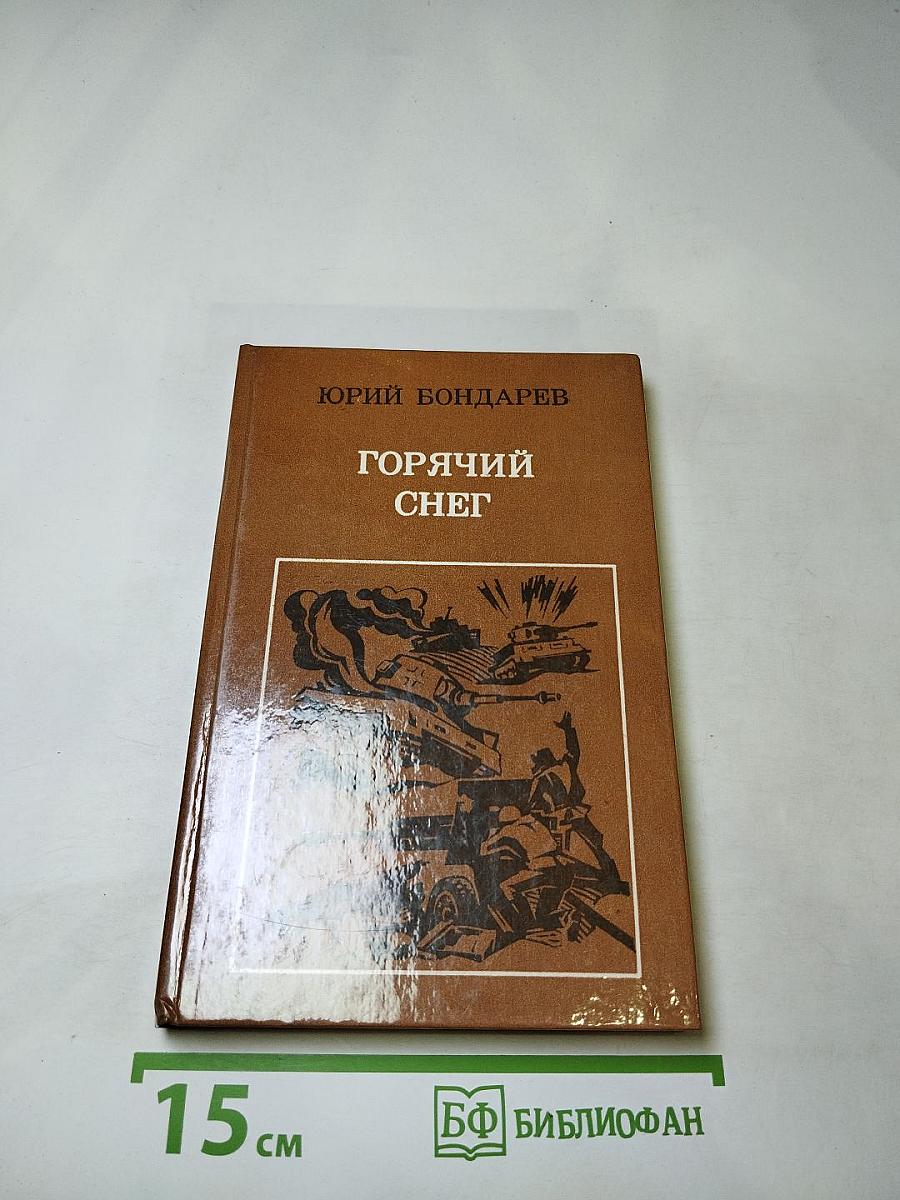 ЮРИЙ БОНДАРЕВ
ГОРЯЧИЙ
СНЕГ
15 см
БФ БИБЛИОФАН